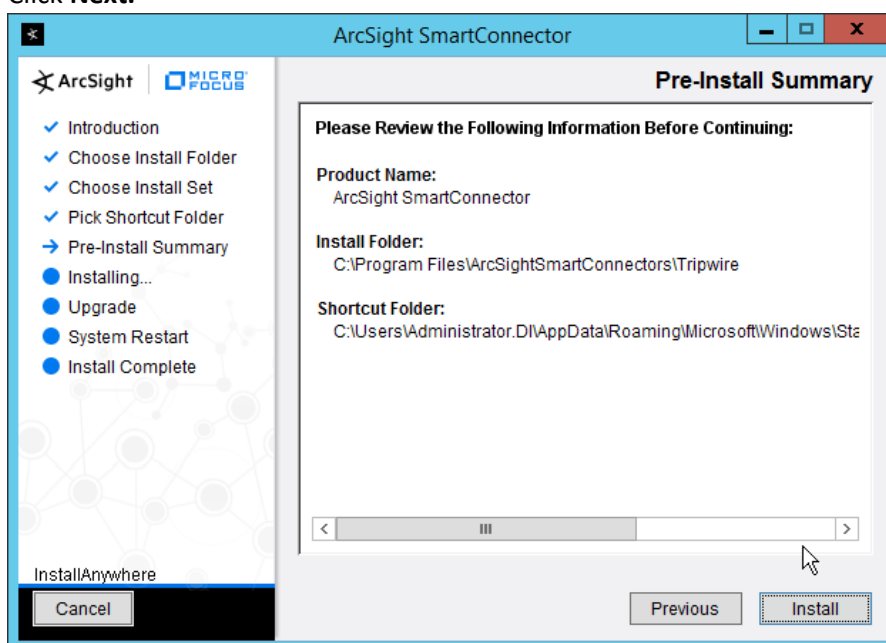 Click Next.
ArcSight SmartConnector
ArcSight MICRO FOCUS
Pre-Install Summary
Introduction
Choose Install Folder
Choose Install Set
Pick Shortcut Folder
Pre-Install Summary
Installing...
Upgrade
System Restart
Install Complete
Please Review the Following Information Before Continuing:
Product Name:
ArcSight SmartConnector
Install Folder:
C:\Program Files\ArcSightSmartConnectors\Tripwire
Shortcut Folder:
C:\Users\Administrator.DI\AppData\Roaming\Microsoft\Windows\Sta
InstallAnywhere
Cancel
Previous
Install